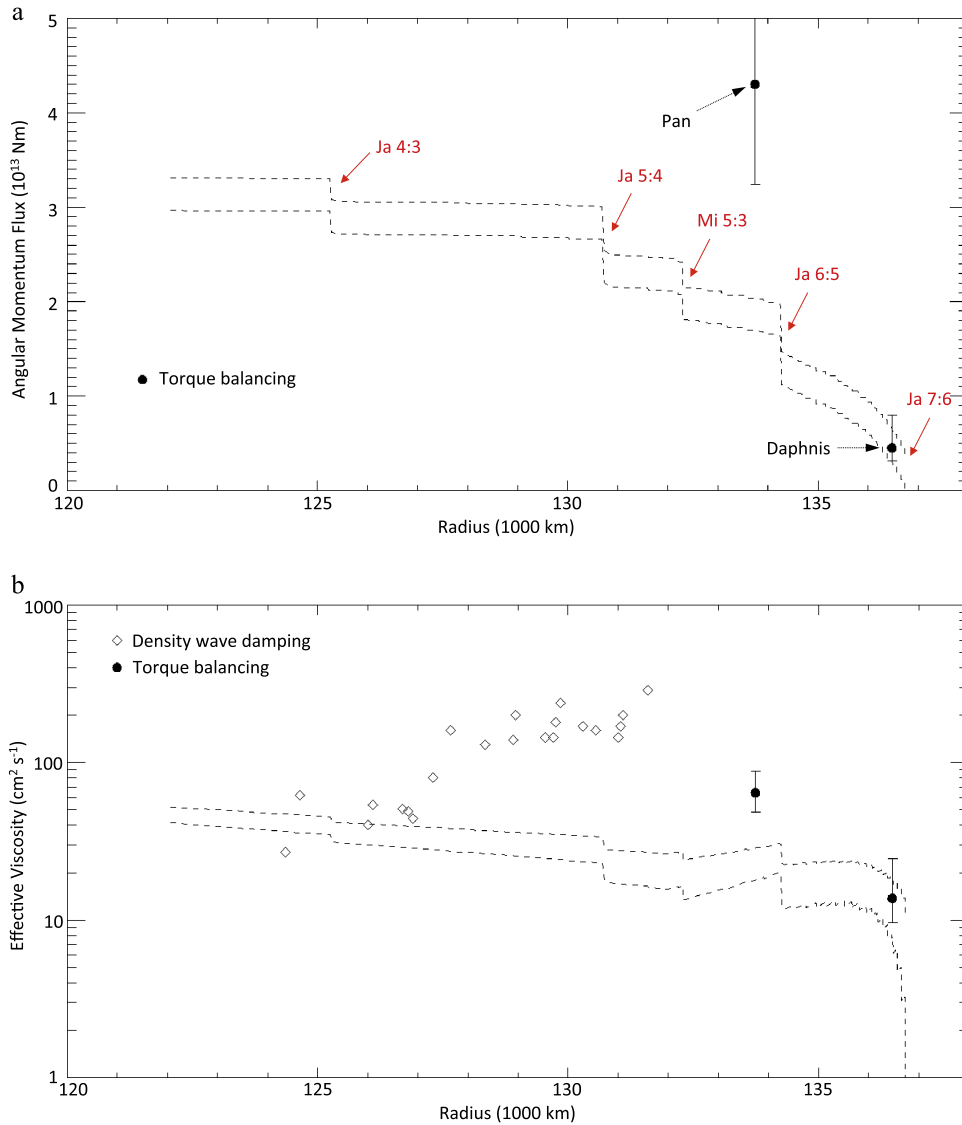 a
5
4
3
2
1
0
Angular Momentum Flux (10¹³ Nm)
Ja 4:3
Ja 5:4
Mi 5:3
Ja 6:5
Ja 7:6
Pan
Daphnis
Torque balancing
120 125 130 135
Radius (1000 km)
b
1000
100
10
1
Effective Viscosity (cm² s⁻¹)
Density wave damping
Torque balancing
120 125 130 135
Radius (1000 km)